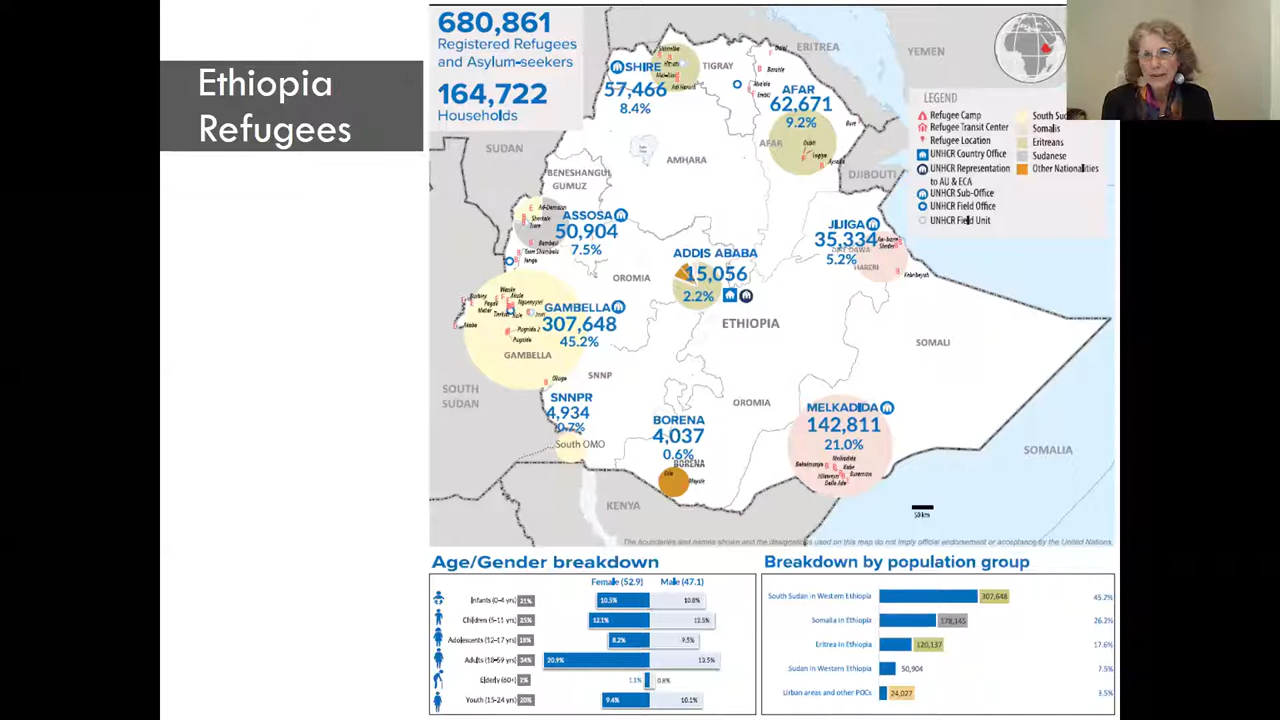 Ethiopia
Refugees
680,861
Registered Refugees
and Asylum-seekers
164,722
Households
ERITREA
YEMEN
TIGRAY
SHIRE
57,466
8.4%
AFAR
62,671
9.2%
AFAR
SUDAN
AMHARA
BENESHANGUL
GUMUZ
DJIBOUTI
LEGEND
Refugee Camp
Refugee Transit Center
Refugee Location
UNHCR Country Office
UNHCR Representation
to AU & ECA
UNHCR Sub-Office
UNHCR Field Office
UNHCR Field Unit
South Sud
Somalis
Eritreans
Sudanese
Other Nationalities
ASSOSA
50,904
7.5%
JIJIGA
35,334
5.2%
HARERI
ADDIS ABABA
15,056
2.2%
OROMIA
GAMBELLA
307,648
45.2%
GAMBELLA
ETHIOPIA
SOMALI
SNNP
SOUTH
SUDAN
SNNPR
4,934
0.7%
South OMO
OROMIA
BORENA
4,037
0.6%
BORENA
MELKADIDA
142,811
21.0%
SOMALIA
KENYA
50km
The boundaries and names shown and the designations used on this map do not imply official endorsement or acceptance by the United Nations.
Age/Gender breakdown
Female (52.9) Male (47.1)
Infants (0-4 yrs) 21% 10.5% 10.8%
Children (5-11 yrs) 25% 12.1% 12.5%
Adolescents (12-17 yrs) 18% 8.2% 9.5%
Adults (18-59 yrs) 34% 20.9% 13.5%
Elderly (60+) 2% 1.1% 0.8%
Youth (15-24 yrs) 20% 9.4% 10.1%
Breakdown by population group
South Sudan in Western Ethiopia 307,648 45.2%
Somalia in Ethiopia 178,145 26.2%
Eritrea in Ethiopia 120,137 17.6%
Sudan in Western Ethiopia 50,904 7.5%
Urban areas and other POCs 24,027 3.5%